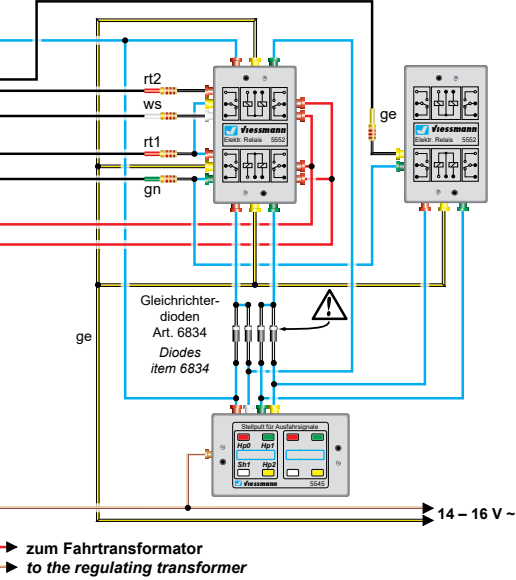 rt2
ws
rt1
gn
viessmann
Elektr. Relais 5552
ge
viessmann
Elektr. Relais 5552
Gleichrichter-
dioden
Art. 6834
Diodes
item 6834
!
ge
Stellpult für Ausfahrsignale
Hp0 Hp1
Sh1 Hp2
viessmann 5545
14 – 16 V ~
zum Fahrtransformator
to the regulating transformer